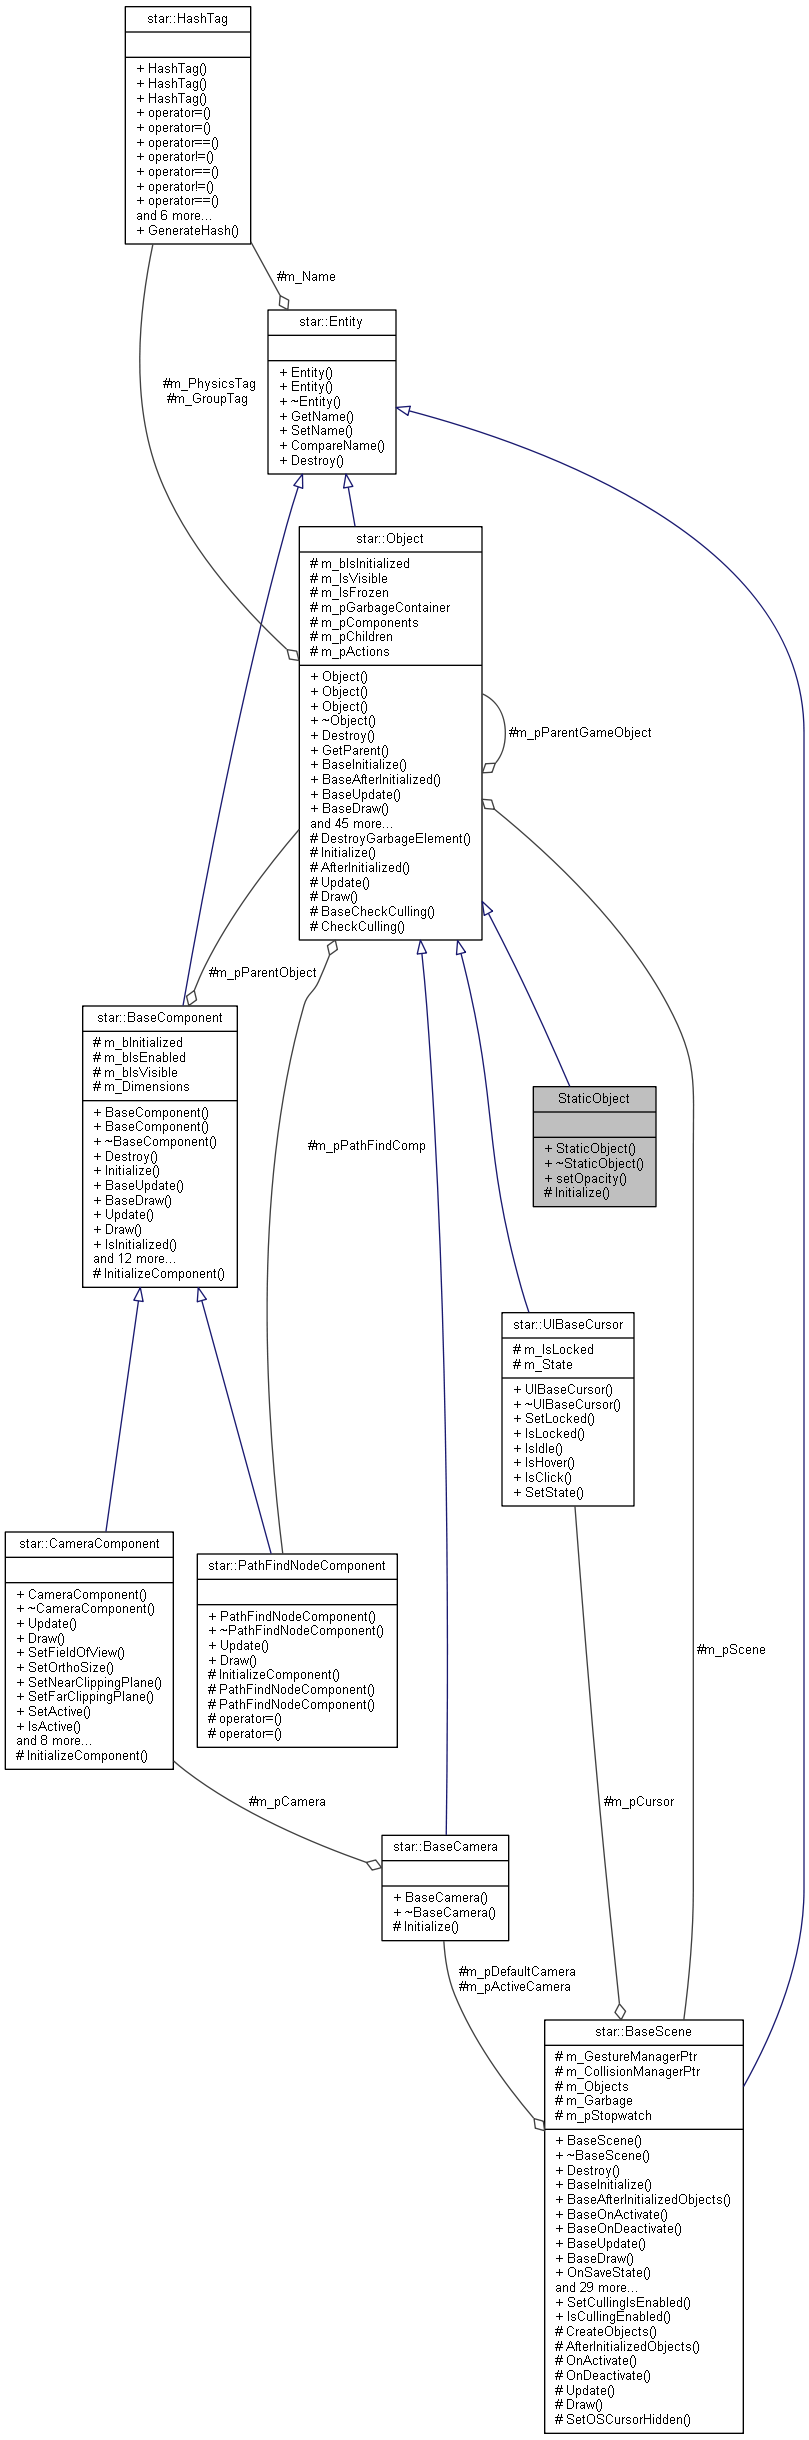 star::HashTag
+ HashTag()
+ HashTag()
+ HashTag()
+ operator=()
+ operator=()
+ operator==()
+ operator!=()
+ operator==()
+ operator!=()
+ operator==()
and 6 more...
+ GenerateHash()
#m_Name
star::Entity
+ Entity()
+ Entity()
+ ~Entity()
+ GetName()
+ SetName()
+ CompareName()
+ Destroy()
#m_PhysicsTag
#m_GroupTag
star::Object
# m_bIsInitialized
# m_IsVisible
# m_IsFrozen
# m_pGarbageContainer
# m_pComponents
# m_pChildren
# m_pActions
+ Object()
+ Object()
+ Object()
+ ~Object()
+ Destroy()
+ GetParent()
+ BaseInitialize()
+ BaseAfterInitialized()
+ BaseUpdate()
+ BaseDraw()
and 45 more...
# DestroyGarbageElement()
# Initialize()
# AfterInitialized()
# Update()
# Draw()
# BaseCheckCulling()
# CheckCulling()
#m_pParentGameObject
#m_pParentObject
star::BaseComponent
# m_bInitialized
# m_bIsEnabled
# m_bIsVisible
# m_Dimensions
+ BaseComponent()
+ BaseComponent()
+ ~BaseComponent()
+ Destroy()
+ Initialize()
+ BaseUpdate()
+ BaseDraw()
+ Update()
+ Draw()
+ IsInitialized()
and 12 more...
# InitializeComponent()
#m_pPathFindComp
StaticObject
+ StaticObject()
+ ~StaticObject()
+ setOpacity()
# Initialize()
star::UIBaseCursor
# m_IsLocked
# m_State
+ UIBaseCursor()
+ ~UIBaseCursor()
+ SetLocked()
+ IsLocked()
+ IsIdle()
+ IsHover()
+ IsClick()
+ SetState()
star::CameraComponent
+ CameraComponent()
+ ~CameraComponent()
+ Update()
+ Draw()
+ SetFieldOfView()
+ SetOrthoSize()
+ SetNearClippingPlane()
+ SetFarClippingPlane()
+ SetActive()
+ IsActive()
and 8 more...
# InitializeComponent()
star::PathFindNodeComponent
+ PathFindNodeComponent()
+ ~PathFindNodeComponent()
+ Update()
+ Draw()
# InitializeComponent()
# PathFindNodeComponent()
# PathFindNodeComponent()
# operator=()
# operator=()
#m_pScene
#m_pCamera
#m_pCursor
star::BaseCamera
+ BaseCamera()
+ ~BaseCamera()
# Initialize()
#m_pDefaultCamera
#m_pActiveCamera
star::BaseScene
# m_GestureManagerPtr
# m_CollisionManagerPtr
# m_Objects
# m_Garbage
# m_pStopwatch
+ BaseScene()
+ ~BaseScene()
+ Destroy()
+ BaseInitialize()
+ BaseAfterInitializedObjects()
+ BaseOnActivate()
+ BaseOnDeactivate()
+ BaseUpdate()
+ BaseDraw()
+ OnSaveState()
and 29 more...
+ SetCullingIsEnabled()
+ IsCullingEnabled()
# CreateObjects()
# AfterInitializedObjects()
# OnActivate()
# OnDeactivate()
# Update()
# Draw()
# SetOSCursorHidden()